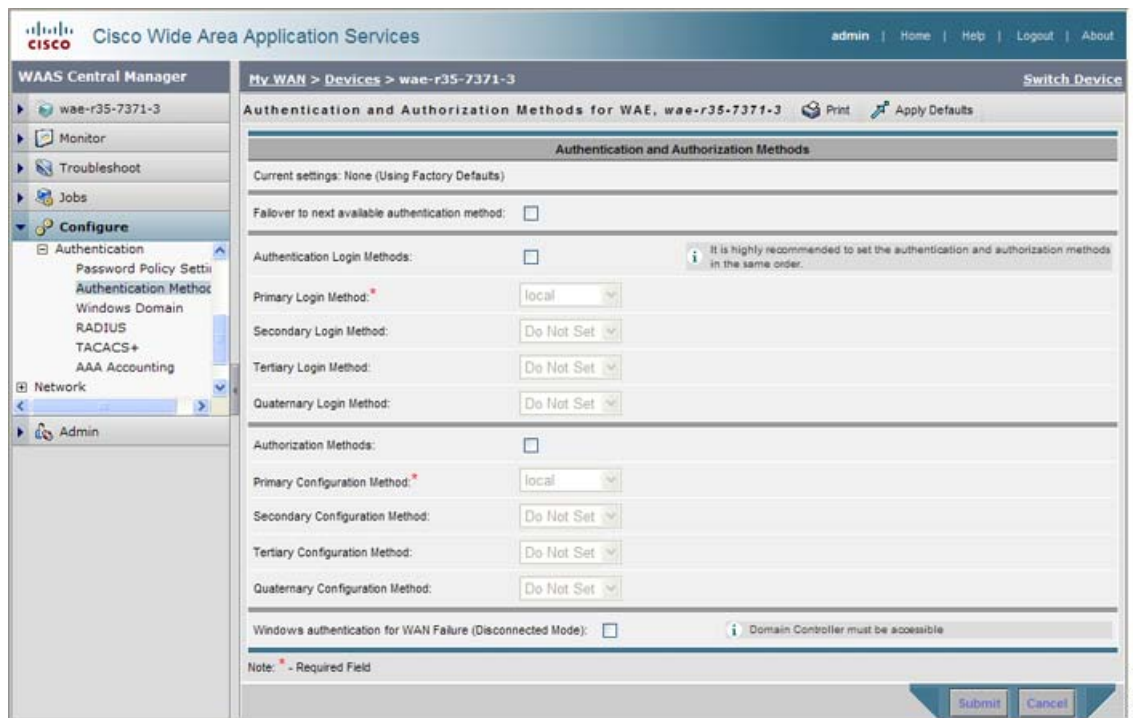 CISCO Cisco Wide Area Application Services
admin | Home | Help | Logout | About
WAAS Central Manager
My WAN > Devices > wae-r35-7371-3
Switch Device
wae-r35-7371-3
Monitor
Troubleshoot
Jobs
Configure
Authentication
Password Policy Settin
Authentication Method
Windows Domain
RADIUS
TACACS+
AAA Accounting
Network
Admin
Authentication and Authorization Methods for WAE, wae-r35-7371-3
Print
Apply Defaults
Authentication and Authorization Methods
Current settings: None (Using Factory Defaults)
Failover to next available authentication method:
Authentication Login Methods:
i It is highly recommended to set the authentication and authorization methods
in the same order.
Primary Login Method:* local
Secondary Login Method: Do Not Set
Tertiary Login Method: Do Not Set
Quaternary Login Method: Do Not Set
Authorization Methods:
Primary Configuration Method:* local
Secondary Configuration Method: Do Not Set
Tertiary Configuration Method: Do Not Set
Quaternary Configuration Method: Do Not Set
Windows authentication for WAN Failure (Disconnected Mode):
i Domain Controller must be accessible
Note: * - Required Field
Submit
Cancel